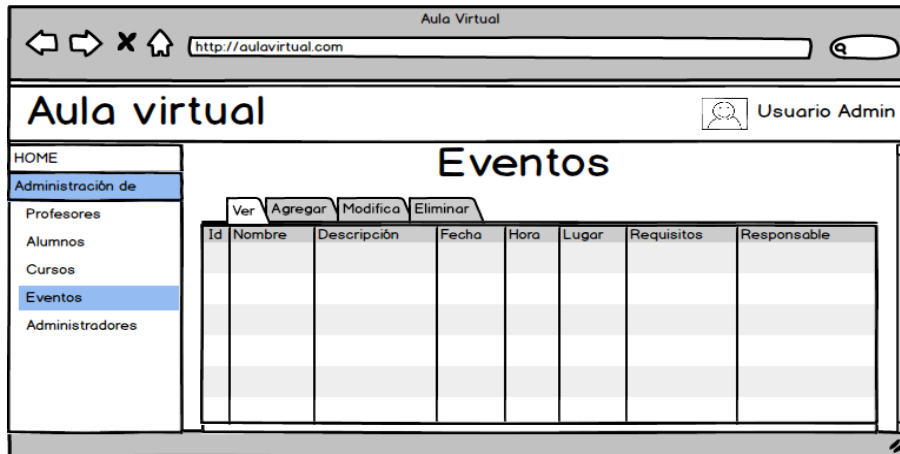 Aula Virtual
http://aulavirtual.com
Aula virtual
Usuario Admin
HOME
Administración de
Profesores
Alumnos
Cursos
Eventos
Administradores
Eventos
Ver Agregar Modifica Eliminar
Id Nombre Descripción Fecha Hora Lugar Requisitos Responsable